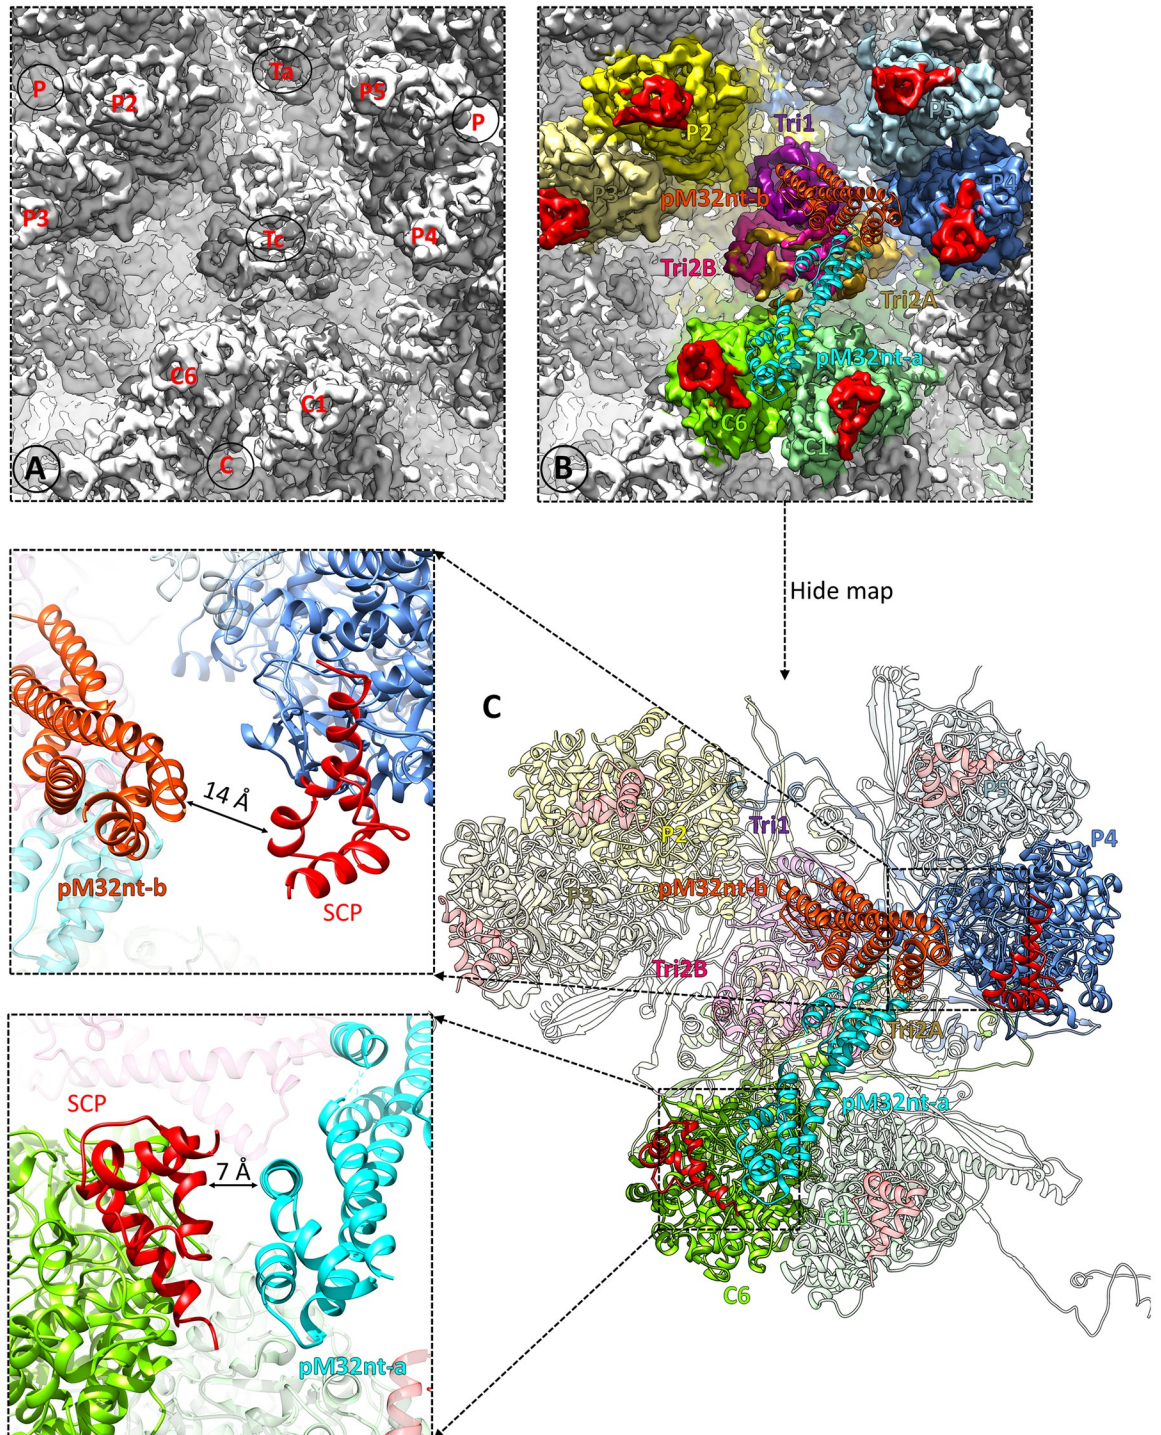 Ta
P
P2
P5
P
P3
Tc
P4
C6
C1
A
C
P2
Tri1
P5
P3
pM32nt-b
P4
Tri2B
Tri2A
pM32nt-a
C6
C1
B
Hide map
14 Å
pM32nt-b
SCP
C
P5
P2
Tri1
P4
P3
pM32nt-b
Tri2B
Tri2A
pM32nt-a
C1
C6
SCP
7 Å
pM32nt-a